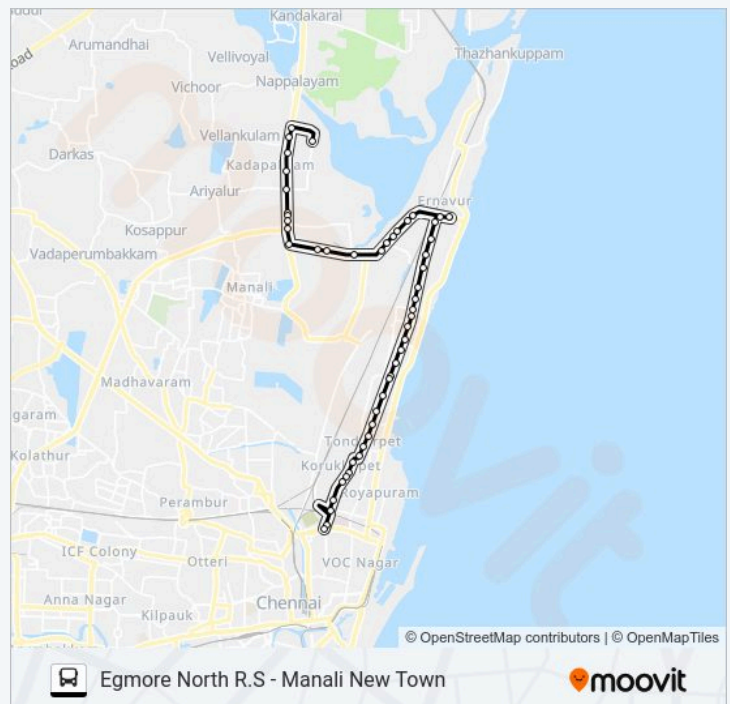 Kandakarai
Arumandhai
Thazhankuppam
Vellivoyal
oad
Nappalayam
Vichoor
Vellankulam
Darkas
Kadapakkam
Ariyalur
Ernavur
Kosappur
Vadaperumbakkam
Manali
Madhavaram
garam
Kolathur
Tondiarpet
Korukkupet
Royapuram
Perambur
ICF Colony
Otteri
VOC Nagar
Anna Nagar
Chennai
Kilpauk
© OpenStreetMap contributors | © OpenMapTiles
Egmore North R.S - Manali New Town
moovit